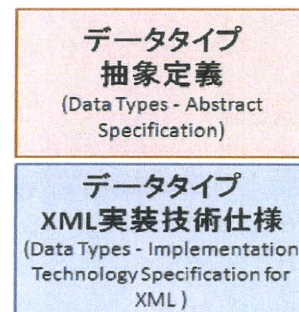 データタイプ
抽象定義
(Data Types - Abstract
Specification)
データタイプ
XML実装技術仕様
(Data Types - Implementation
Technology Specification for
XML )